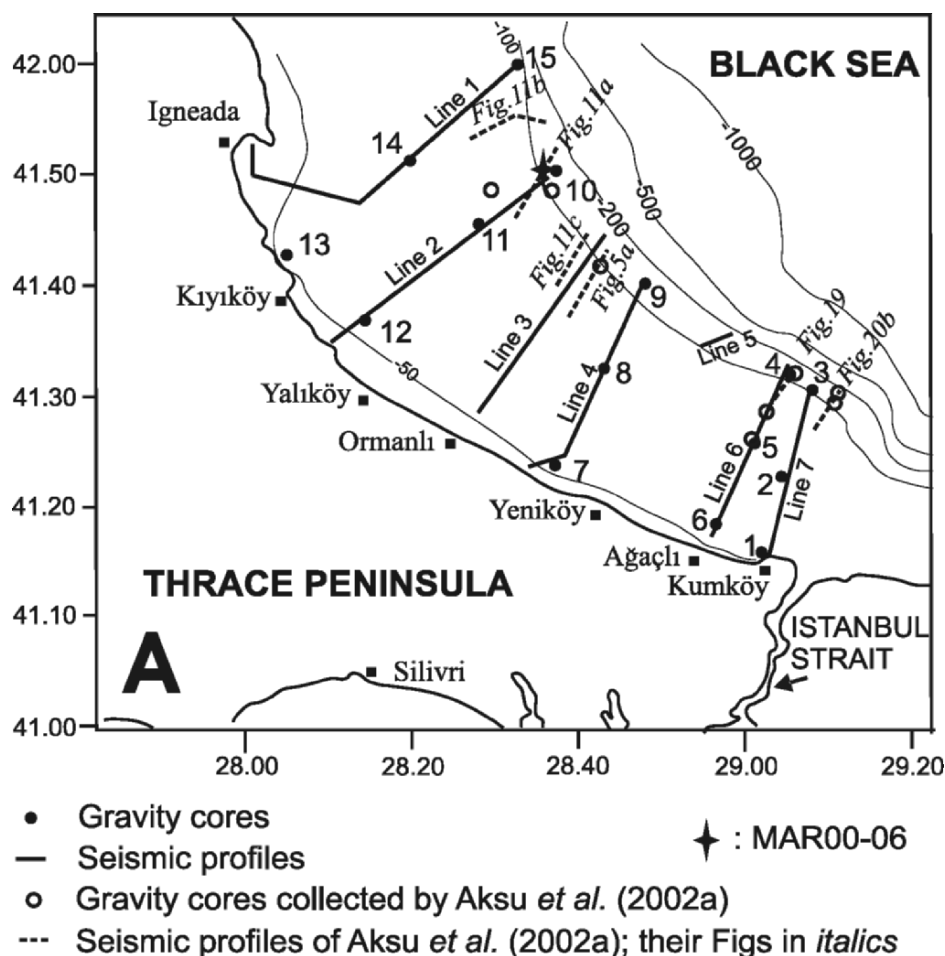 42.00
41.50
41.40
41.30
41.20
41.10
41.00
28.00
28.20
28.40
29.00
29.20
BLACK SEA
THRACE PENINSULA
ISTANBUL
STRAIT
A
Igneada
Kıyıköy
Yalıköy
Ormanlı
Yeniköy
Ağaçlı
Kumköy
Silivri
Line 1
Line 2
Line 3
Line 4
Line 5
Line 6
Line 7
Fig.11b
Fig.11a
Fig.11c
Fig.5a
Fig.19
Fig.20b
-100
-200
-500
-1000
-50
15
14
13
12
11
10
9
8
7
6
5
4
3
2
1
Gravity cores
Seismic profiles
: MAR00-06
Gravity cores collected by Aksu et al. (2002a)
Seismic profiles of Aksu et al. (2002a); their Figs in italics